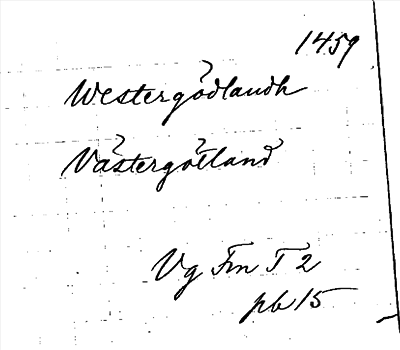 1459
Westergödlandh
Västergötland
Vg Fm T 2
pb 15